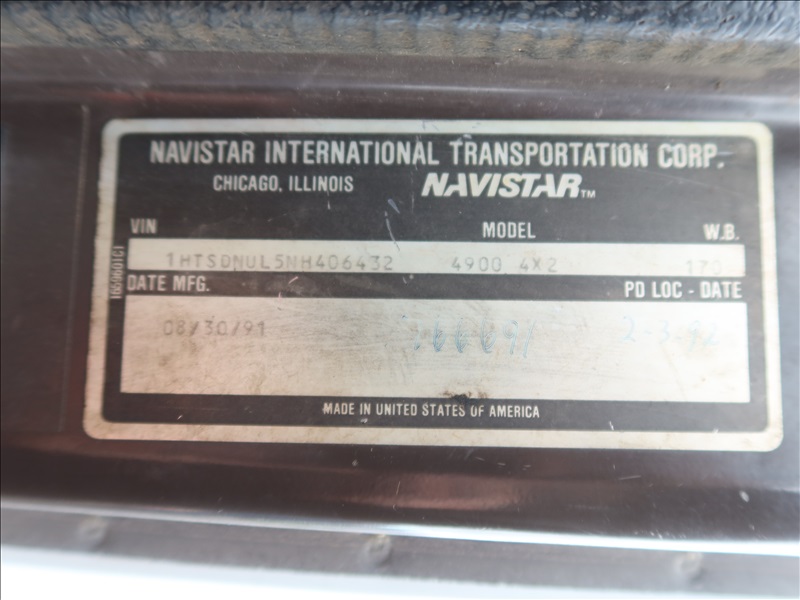 NAVISTAR INTERNATIONAL TRANSPORTATION CORP.
CHICAGO, ILLINOIS NAVISTAR™
VIN MODEL W.B.
1HTSDNUL5NH406432 4900 4X2 170
DATE MFG. PD LOC - DATE
08/30/91 2-3-92
MADE IN UNITED STATES OF AMERICA